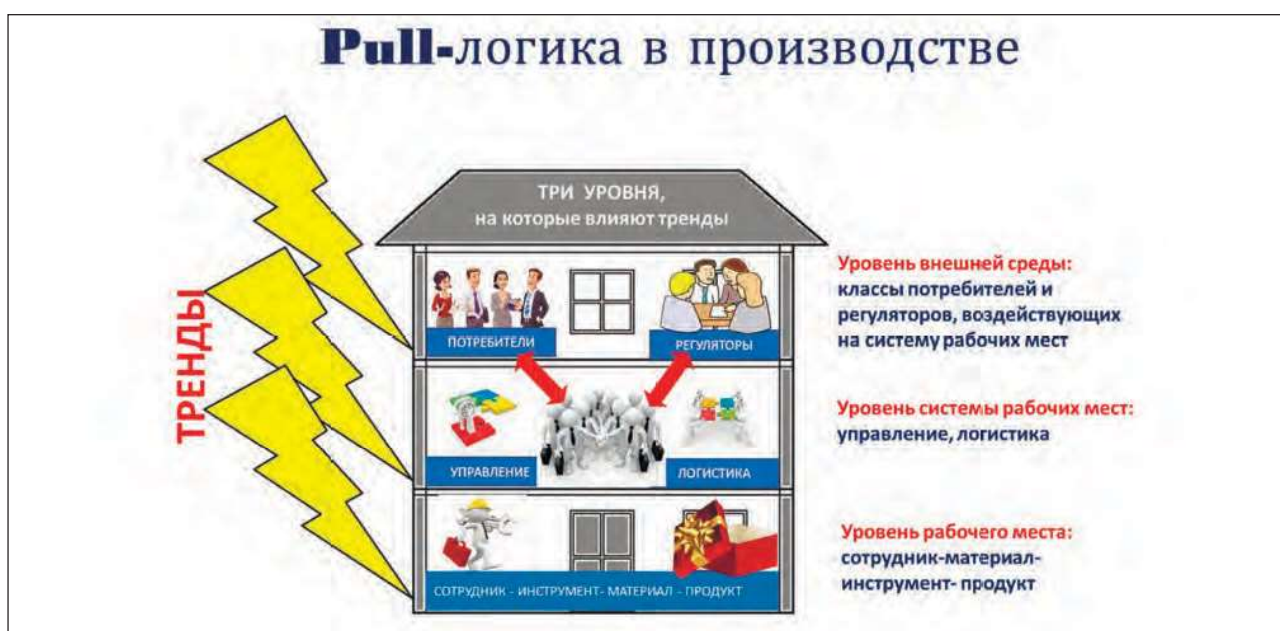 Pull-логика в производстве
ТРЕНДЫ
ТРИ УРОВНЯ,
на которые влияют тренды
ПОТРЕБИТЕЛИ
РЕГУЛЯТОРЫ
Уровень внешней среды:
классы потребителей и
регуляторов, воздействующих
на систему рабочих мест
УПРАВЛЕНИЕ
ЛОГИСТИКА
Уровень системы рабочих мест:
управление, логистика
СОТРУДНИК - ИНСТРУМЕНТ- МАТЕРИАЛ - ПРОДУКТ
Уровень рабочего места:
сотрудник-материал-
инструмент- продукт